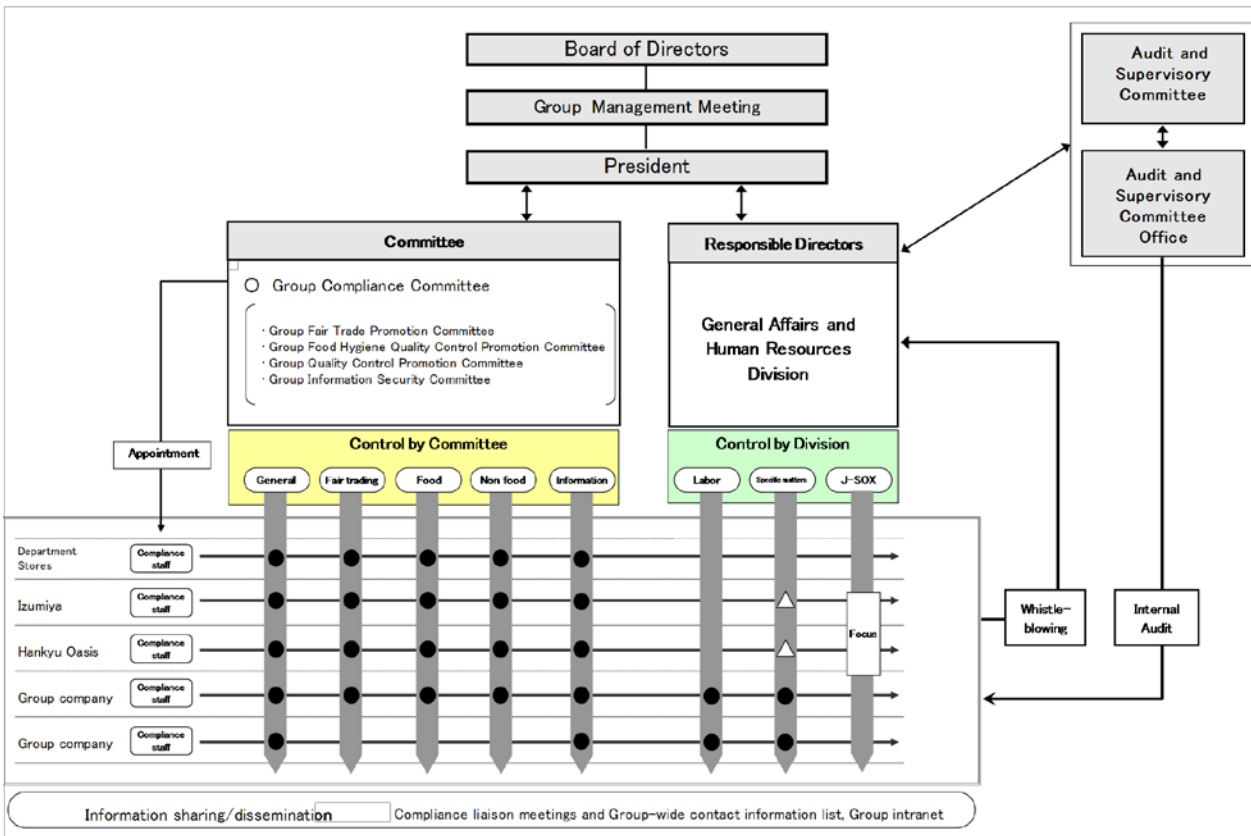 Board of Directors
Group Management Meeting
President
Audit and
Supervisory
Committee
Audit and
Supervisory
Committee
Office
Committee
Group Compliance Committee
· Group Fair Trade Promotion Committee
· Group Food Hygiene Quality Control Promotion Committee
· Group Quality Control Promotion Committee
· Group Information Security Committee
Responsible Directors
General Affairs and
Human Resources
Division
Appointment
Control by Committee
General
Fair trading
Food
Non food
Information
Control by Division
Labor
Specific matters
J-SOX
Department
Stores
Compliance
staff
Izumiya
Compliance
staff
Hankyu Oasis
Compliance
staff
Group company
Compliance
staff
Group company
Compliance
staff
Focus
Whistle-
blowing
Internal
Audit
Information sharing/dissemination
Compliance liaison meetings and Group-wide contact information list, Group intranet